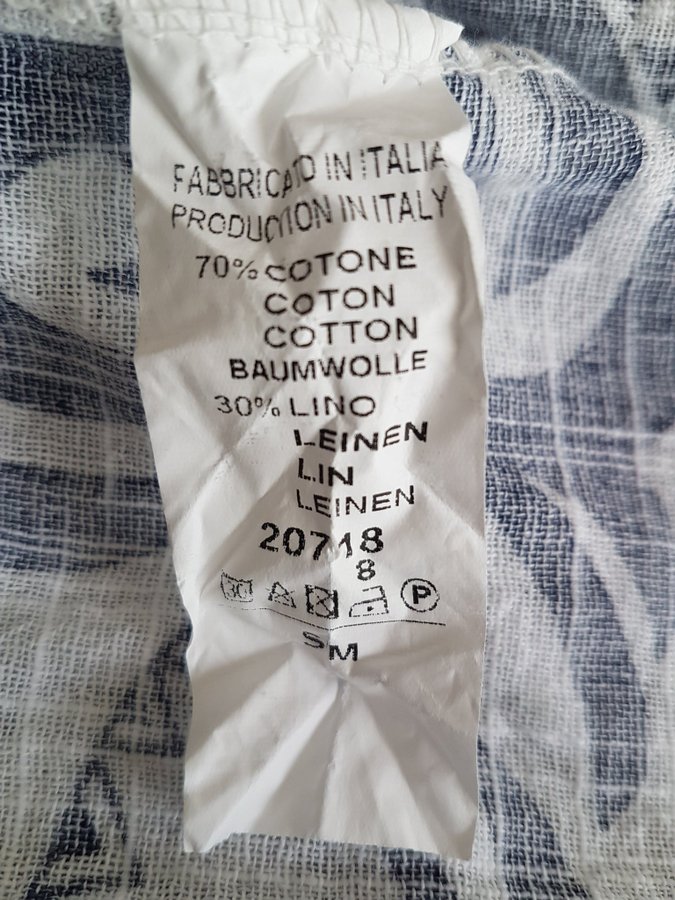 FABBRICATO IN ITALIA
PRODUCTION IN ITALY
70% COTONE
COTON
COTTON
BAUMWOLLE
30% LINO
LEINEN
LIN
LEINEN
20718
8
30 P
SM